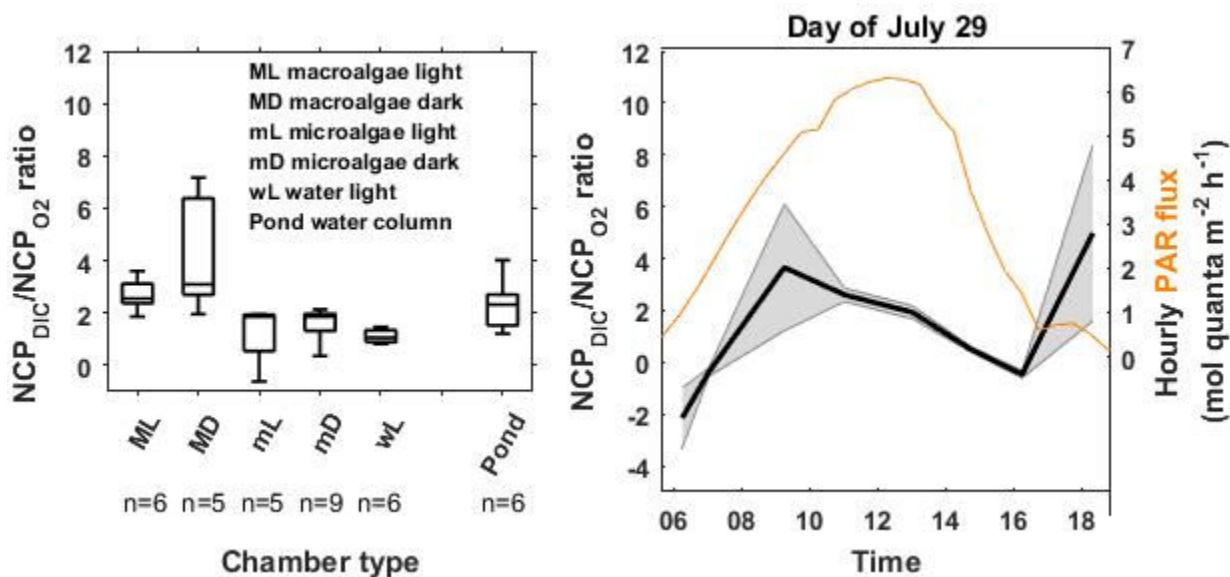 NCP_DIC/NCP_O2 ratio
12
10
8
6
4
2
0
ML macroalgae light
MD macroalgae dark
mL microalgae light
mD microalgae dark
wL water light
Pond water column
ML
MD
mL
mD
wL
Pond
n=6
n=5
n=5
n=9
n=6
n=6
Chamber type
Day of July 29
NCP_DIC/NCP_O2 ratio
12
10
8
6
4
2
0
-2
-4
06
08
10
12
14
16
18
Time
7
6
5
4
3
2
1
0
Hourly PAR flux
(mol quanta m⁻² h⁻¹)